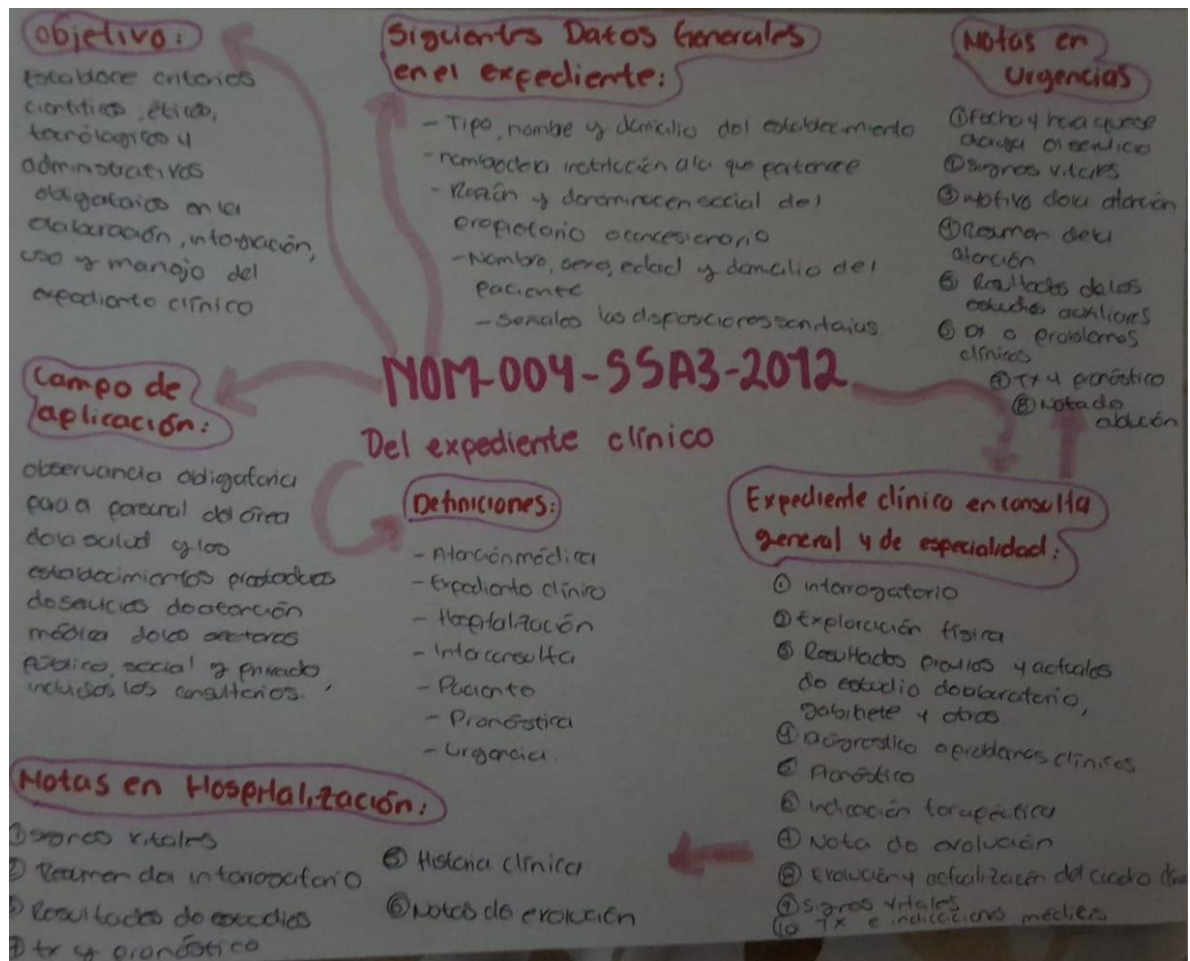 Objetivo:
Establece criterios
científicos, éticos,
tecnólogicos y
administrativos
obligatorios en la
elaboración, integración,
uso y manejo del
expediente clínico
Siguientes Datos Generales
en el expediente:
- Tipo, nombre y domicilio del establecimiento
- nombre de la institución a la que pertenece
- Razón y denominacen social del
propietario o concesionario
- Nombre, sexo, edad y domicilio del
paciente
- Señales las disposiciones sanitarias.
Notas en
Urgencias
① Fecha y hora que se
el servicio
② signos vitales
③ motivo de la atención
④ Resumen de la
atención
⑤ Resultados de los
estudios auxiliares
⑥ Dx o problemas
clínicos
⑦ Tx y pronóstico
⑧ Nota de
NOM-004-SSA3-2012
Del expediente clínico
Campo de
aplicación:
observancia obligatoria
para personal del área
de la salud y los
establecimientos prestadores
de servicios de atención
médica de los sectores
público, social y privado,
incluidos los consultorios.
Definiciones:
- Atención médica
- Expediente clínico
- Hospitalización
- Interconsulta
- Paciente
- Pronóstico
- Urgencia.
Expediente clínico en consulta
general y de especialidad:
① interrogatorio
② Exploración física
③ Resultados previos y actuales
de estudio de laboratorio,
gabinete y otros
④ diagnostico o problemas clínicos
⑤ Pronóstico
⑥ indicación terapéutica
⑦ Nota de evolución
⑧ Evolución y actualización del cuadro
⑨ Signos vitales
10 Tx e indicaciones médicas
Notas en Hospitalización:
① signos vitales
② Resumen del interrogatorio
③ Resultados de estudios
④ tx y pronóstico
⑤ Historia clínica
⑥ Notas de evolución